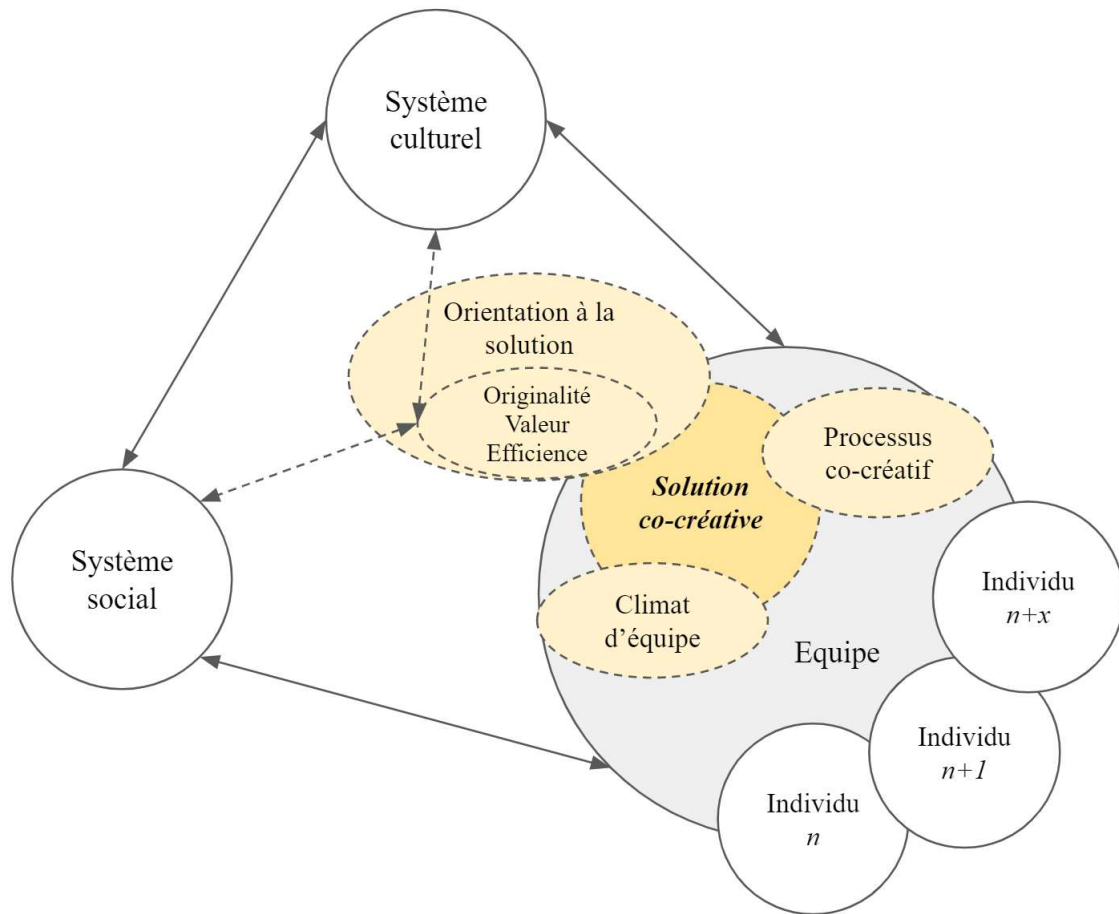 Système
culturel
Orientation à la
solution
Originalité
Valeur
Efficience
Processus
co-créatif
Solution
co-créative
Système
social
Climat
d’équipe
Equipe
Individu
n+x
Individu
n+1
Individu
n